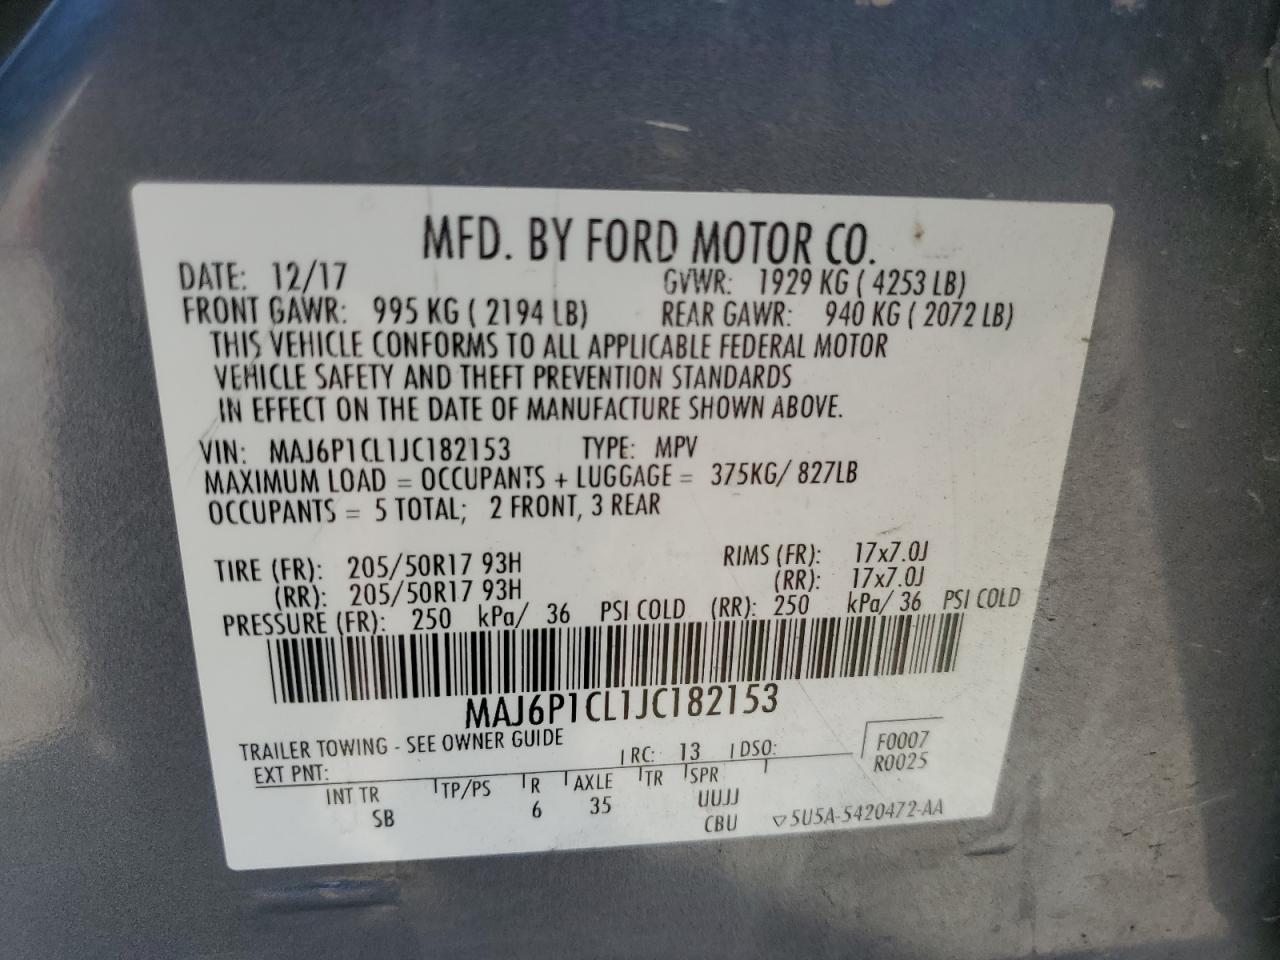 MFD. BY FORD MOTOR CO.
DATE: 12/17 GVWR: 1929 KG ( 4253 LB)
FRONT GAWR: 995 KG ( 2194 LB) REAR GAWR: 940 KG ( 2072 LB)
THIS VEHICLE CONFORMS TO ALL APPLICABLE FEDERAL MOTOR
VEHICLE SAFETY AND THEFT PREVENTION STANDARDS
IN EFFECT ON THE DATE OF MANUFACTURE SHOWN ABOVE.
VIN: MAJ6P1CL1JC182153 TYPE: MPV
MAXIMUM LOAD = OCCUPANTS + LUGGAGE = 375KG/ 827LB
OCCUPANTS = 5 TOTAL; 2 FRONT, 3 REAR
TIRE (FR): 205/50R17 93H RIMS (FR): 17x7.0J
(RR): 205/50R17 93H (RR): 17x7.0J
PRESSURE (FR): 250 kPa/ 36 PSI COLD (RR): 250 kPa/ 36 PSI COLD
MAJ6P1CL1JC182153
TRAILER TOWING - SEE OWNER GUIDE
EXT PNT: RC: 13 DSO: F0007
R0025
INT TR TP/PS R AXLE TR SPR
SB 6 35 UUJJ
CBU ▽5U5A-5420472-AA